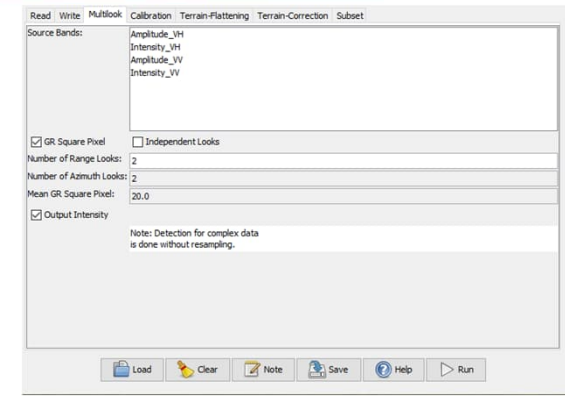 Read Write Multilook Calibration Terrain-Flattening Terrain-Correction Subset
Source Bands:
Amplitude_VH
Intensity_VH
Amplitude_VV
Intensity_VV
GR Square Pixel Independent Looks
Number of Range Looks: 2
Number of Azimuth Looks: 2
Mean GR Square Pixel: 20.0
Output Intensity
Note: Detection for complex data
is done without resampling.
Load Clear Note Save Help Run